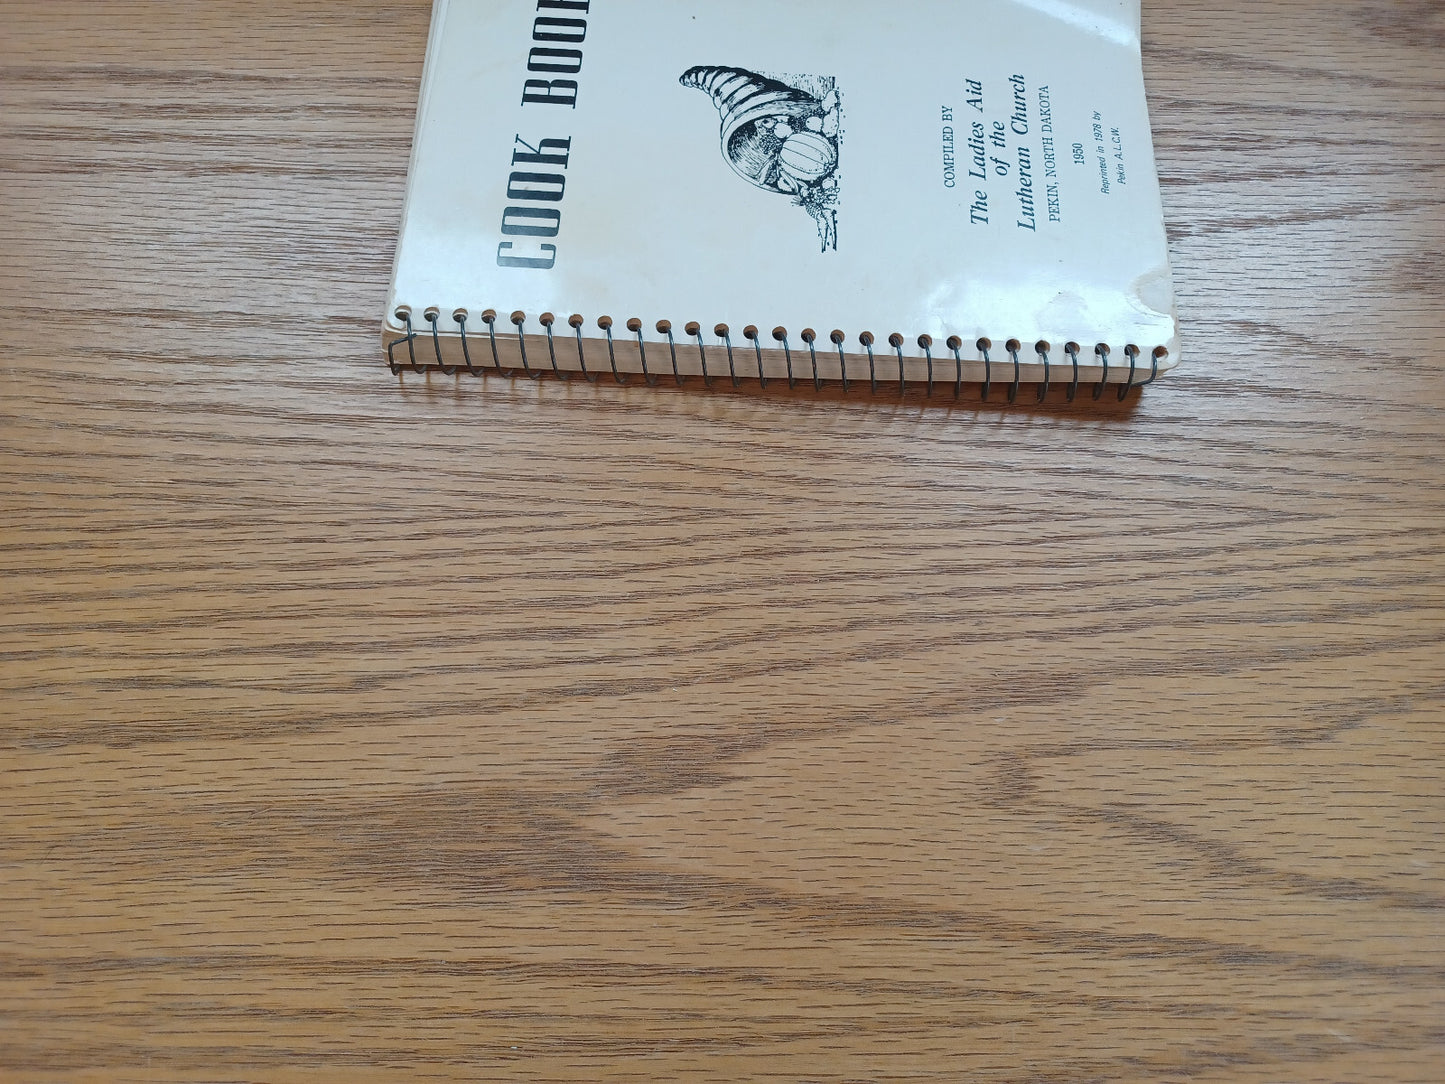 COOK BOOK
COMPILED BY
The Ladies Aid
of the
Lutheran Church
PEKIN, NORTH DAKOTA
1950
Reprinted in 1978 by
Pekin A.L.C.W.